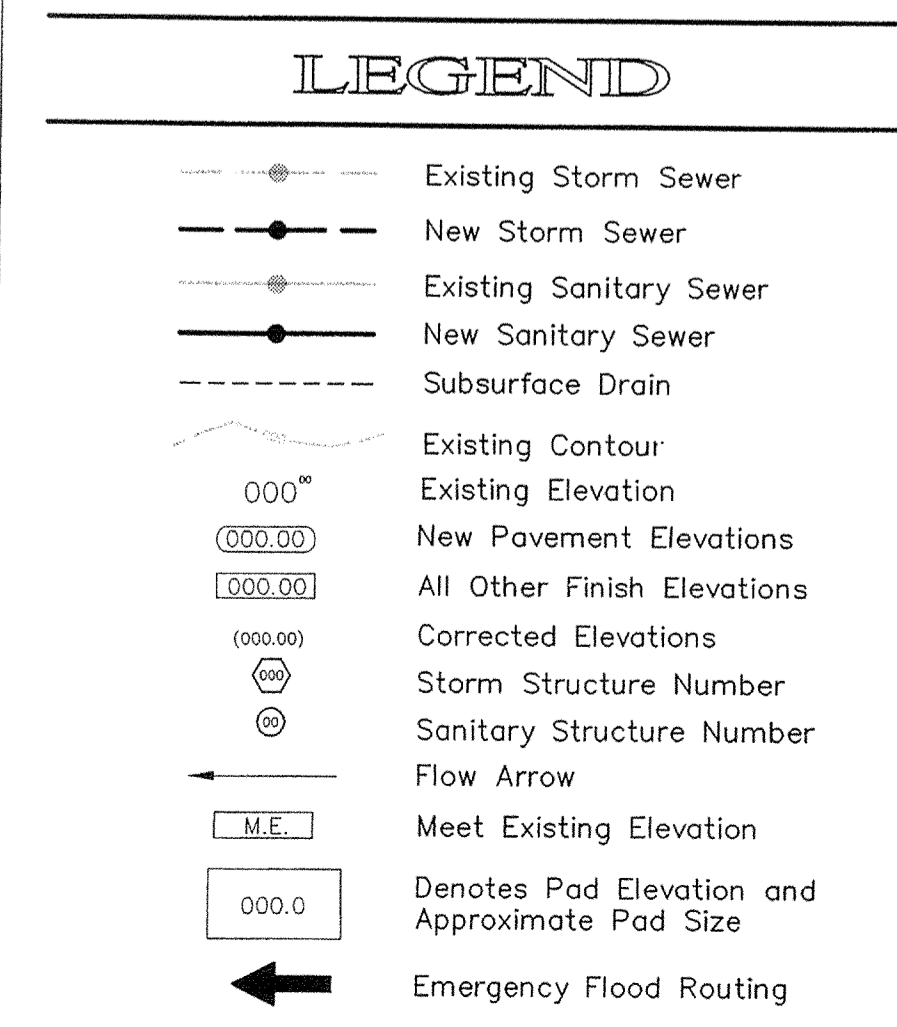 LEGEND
Existing Storm Sewer
New Storm Sewer
Existing Sanitary Sewer
New Sanitary Sewer
Subsurface Drain
Existing Contour
000⁰⁰ Existing Elevation
(000.00) New Pavement Elevations
000.00 All Other Finish Elevations
(000.00) Corrected Elevations
000 Storm Structure Number
00 Sanitary Structure Number
Flow Arrow
M.E. Meet Existing Elevation
000.0 Denotes Pad Elevation and
Approximate Pad Size
Emergency Flood Routing